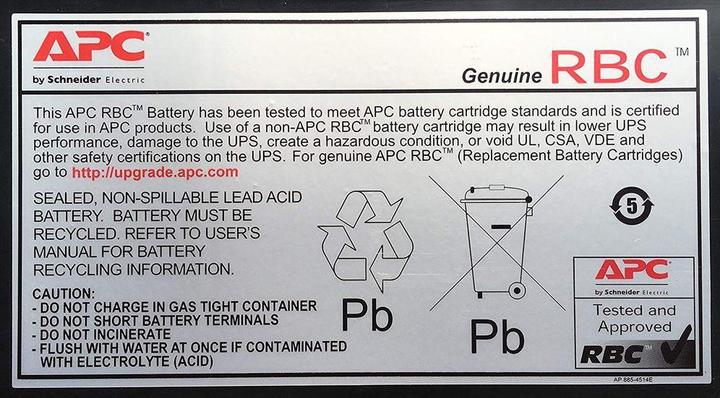 APC
by Schneider Electric
Genuine RBC™
This APC RBC™ Battery has been tested to meet APC battery cartridge standards and is certified
for use in APC products. Use of a non-APC RBC™ battery cartridge may result in lower UPS
performance, damage to the UPS, create a hazardous condition, or void UL, CSA, VDE and
other safety certifications on the UPS. For genuine APC RBC™ (Replacement Battery Cartridges)
go to http://upgrade.apc.com
SEALED, NON-SPILLABLE LEAD ACID
BATTERY. BATTERY MUST BE
RECYCLED. REFER TO USER'S
MANUAL FOR BATTERY
RECYCLING INFORMATION.
CAUTION:
- DO NOT CHARGE IN GAS TIGHT CONTAINER
- DO NOT SHORT BATTERY TERMINALS
- DO NOT INCINERATE
- FLUSH WITH WATER AT ONCE IF CONTAMINATED
WITH ELECTROLYTE (ACID)
Pb
Pb
5
APC
by Schneider Electric
Tested and
Approved
RBC™
AP 885-4514E